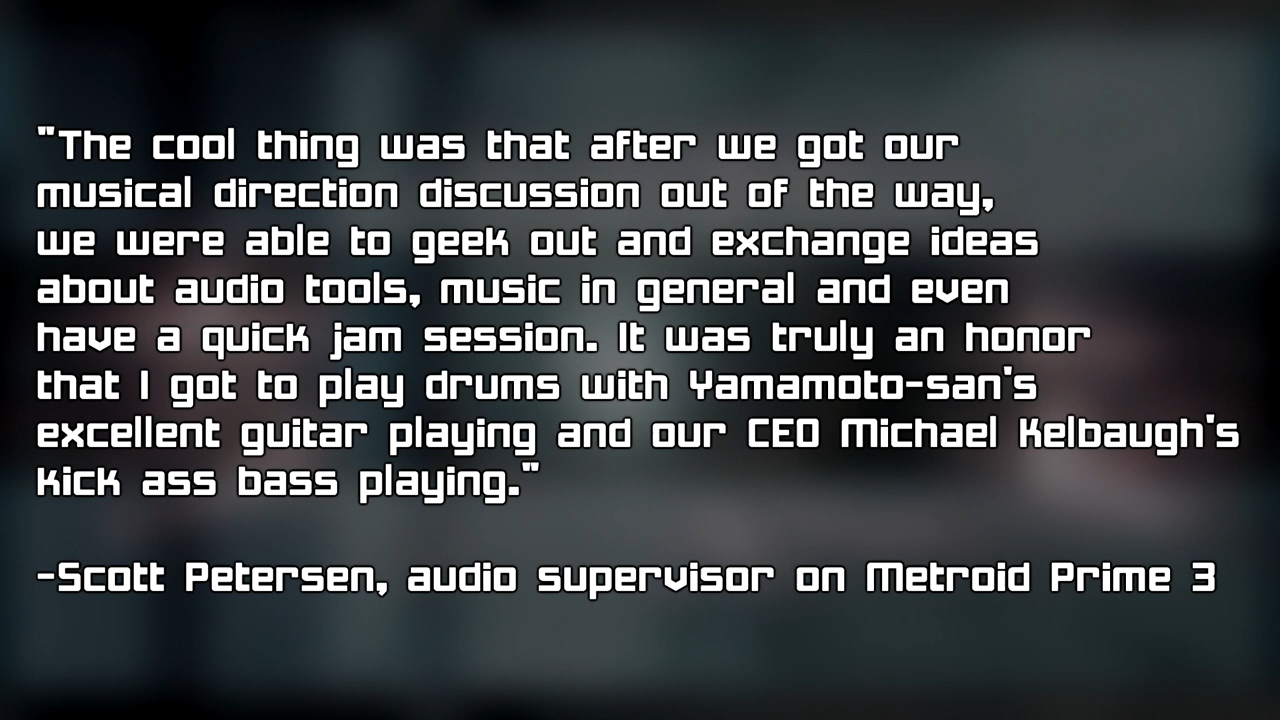 "The cool thing was that after we got our
musical direction discussion out of the way,
we were able to geek out and exchange ideas
about audio tools, music in general and even
have a quick jam session. It was truly an honor
that I got to play drums with Yamamoto-san's
excellent guitar playing and our CEO Michael Kelbaugh's
kick ass bass playing."
-Scott Petersen, audio supervisor on Metroid Prime 3